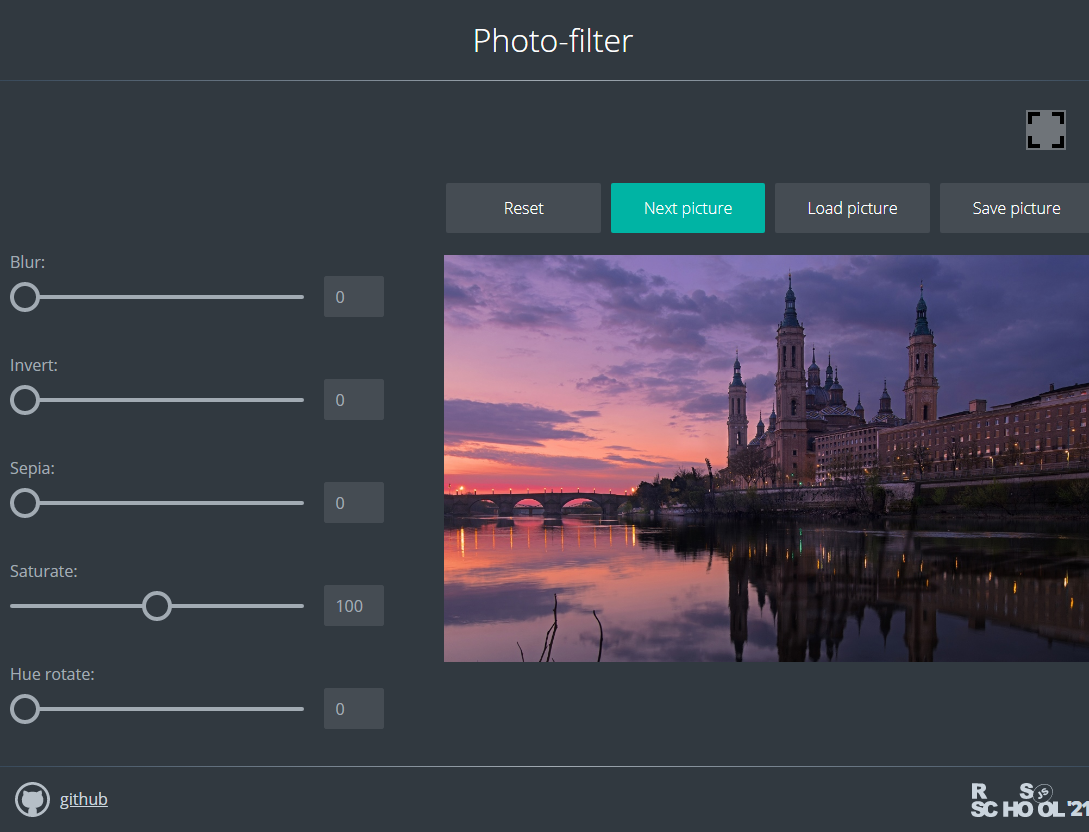 Photo-filter
Reset
Next picture
Load picture
Save picture
Blur:
0
Invert:
0
Sepia:
0
Saturate:
100
Hue rotate:
0
github
R S JS
SCHOOL'21